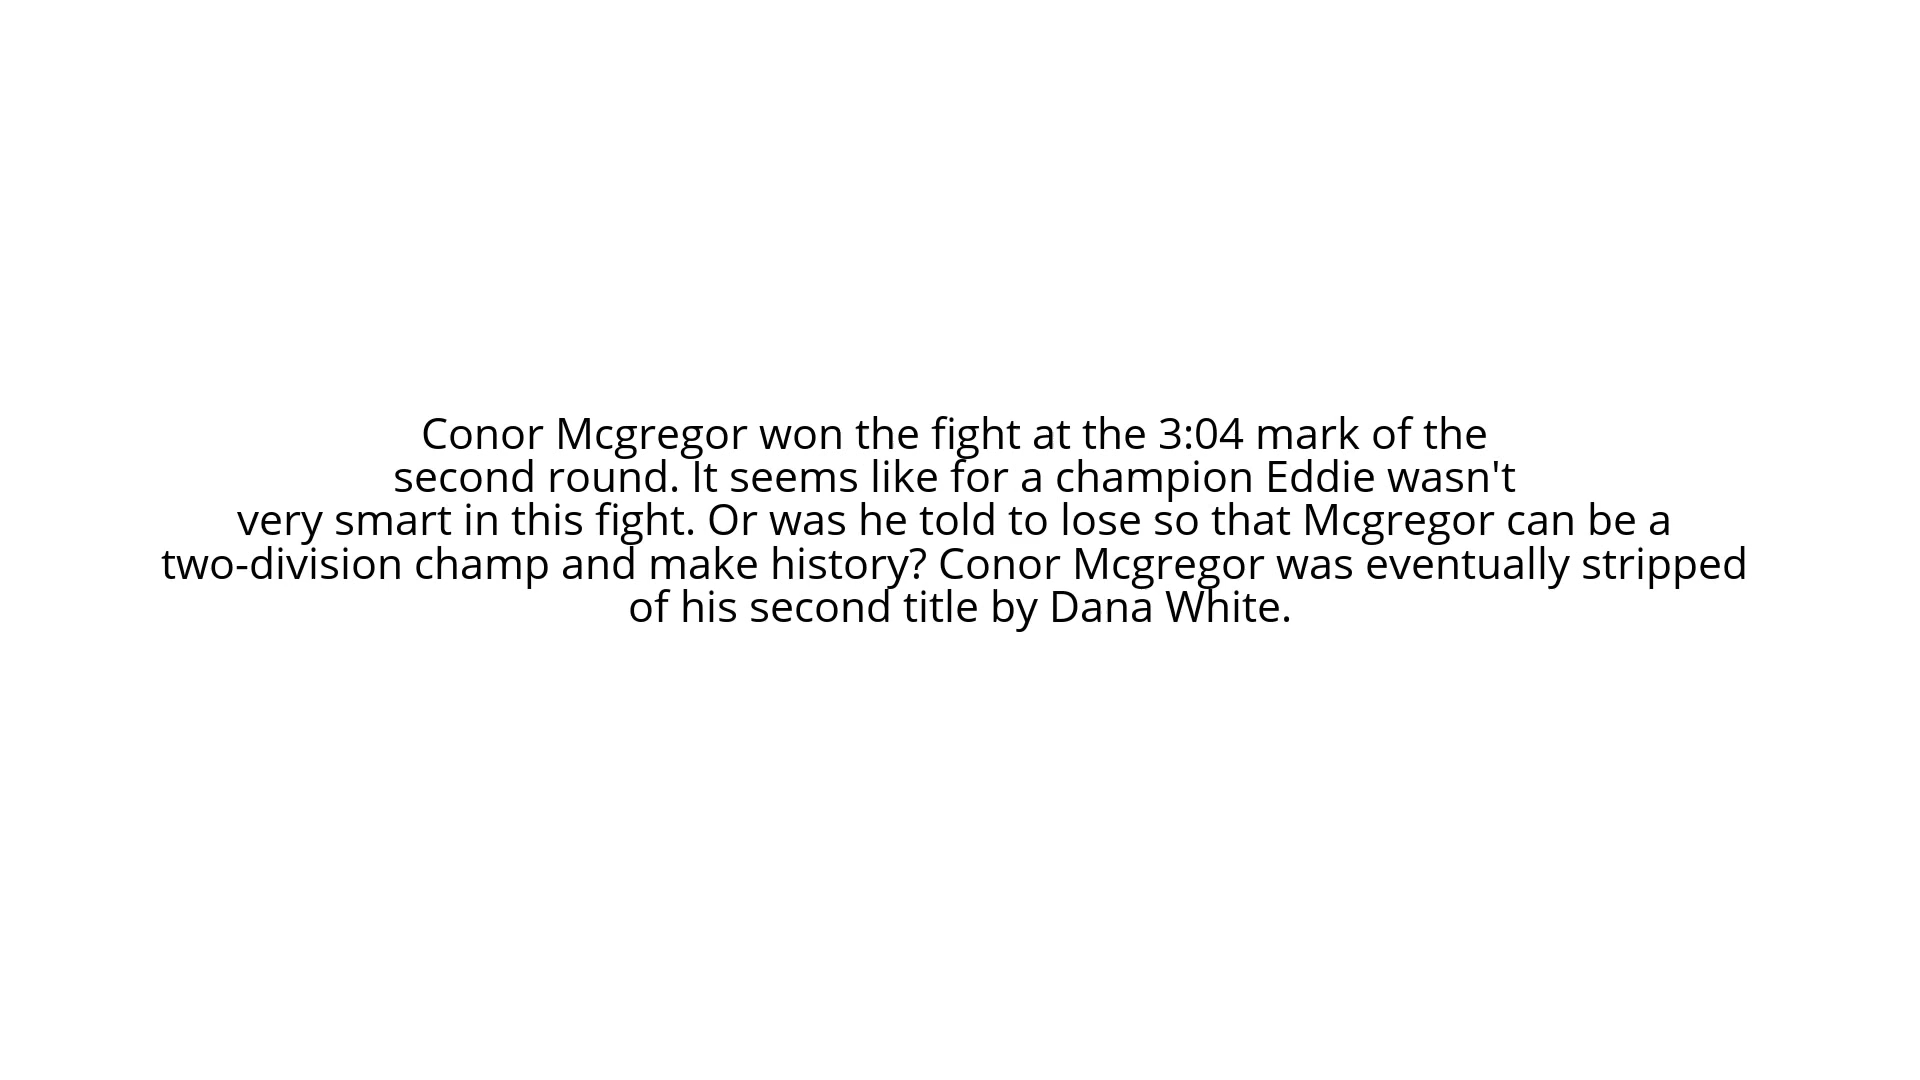 Conor Mcgregor won the fight at the 3:04 mark of the
second round. It seems like for a champion Eddie wasn't
very smart in this fight. Or was he told to lose so that Mcgregor can be a
two-division champ and make history? Conor Mcgregor was eventually stripped
of his second title by Dana White.